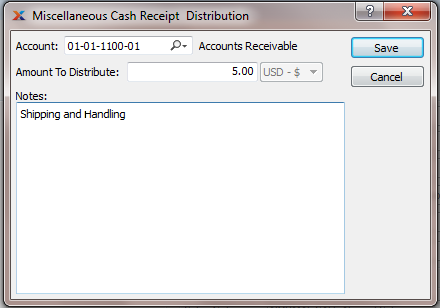 Miscellaneous Cash Receipt Distribution
Account: 01-01-1100-01 Accounts Receivable Save
Amount To Distribute: 5.00 USD - $ Cancel
Notes:
Shipping and Handling